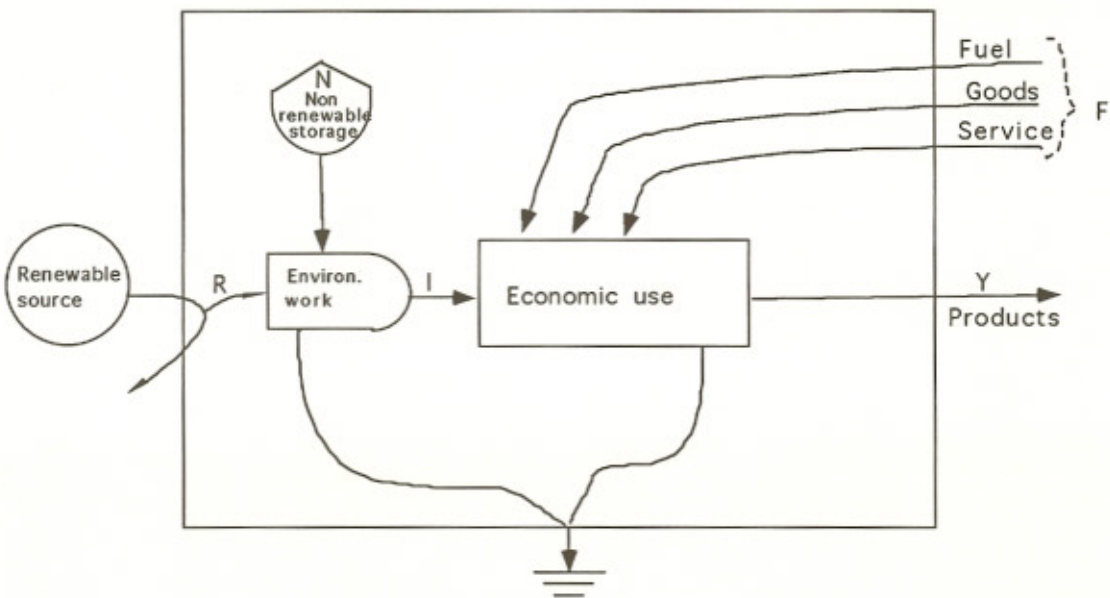 N
Non
renewable
storage
Fuel
Goods
F
Service
Renewable
source
R
Environ.
work
I
Economic use
Y
Products